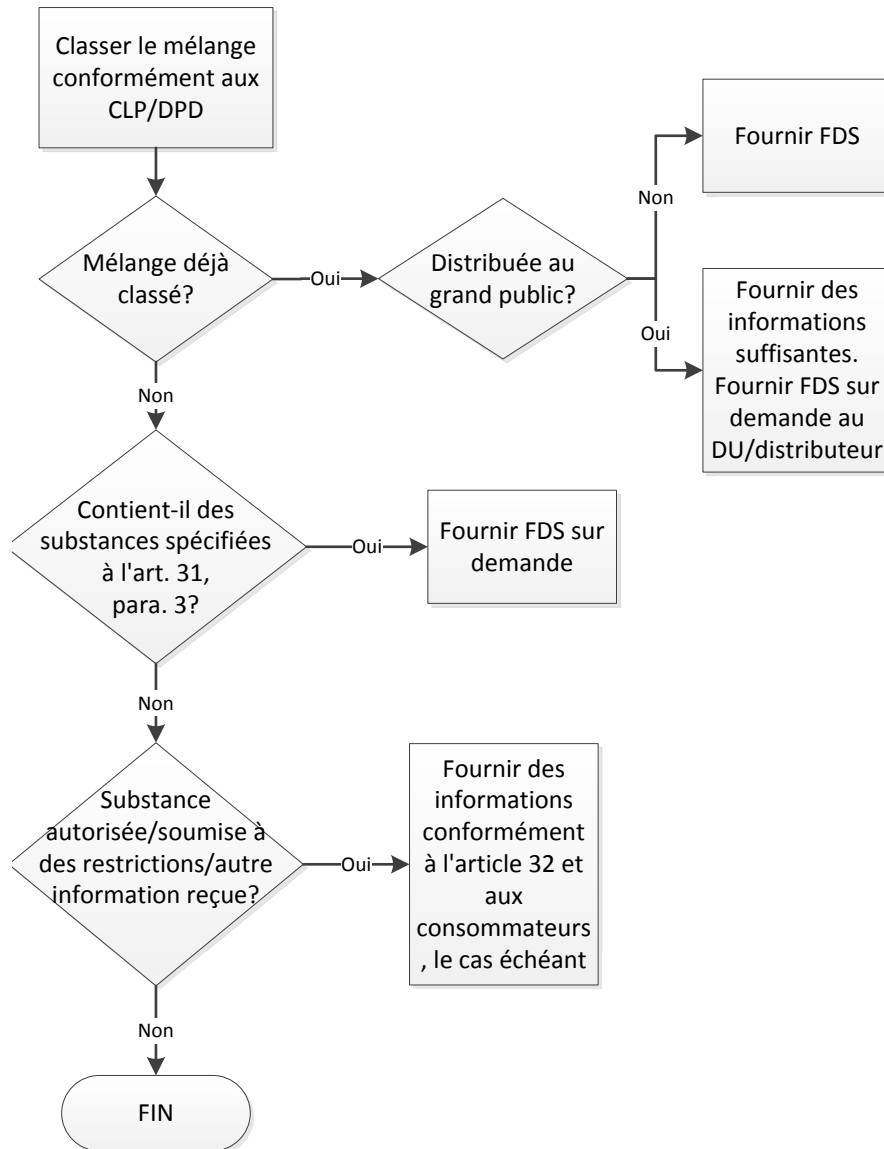 Classer le mélange
conformément aux
CLP/DPD
Fournir FDS
Non
Mélange déjà
classé?
Oui
Distribuée au
grand public?
Oui
Fournir des
informations
suffisantes.
Fournir FDS sur
demande au
DU/distributeur
Non
Contient-il des
substances spécifiées
à l'art. 31,
para. 3?
Oui
Fournir FDS sur
demande
Non
Substance
autorisée/soumise à
des restrictions/autre
information reçue?
Oui
Fournir des
informations
conformément
à l'article 32 et
aux
consommateurs
, le cas échéant
Non
FIN